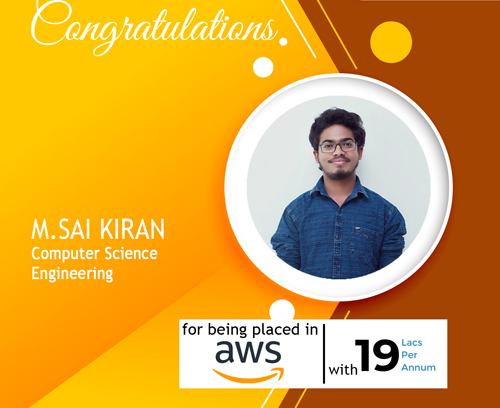 Congratulations.
M.SAI KIRAN
Computer Science
Engineering
for being placed in
aws
with 19 Lacs
Per
Annum